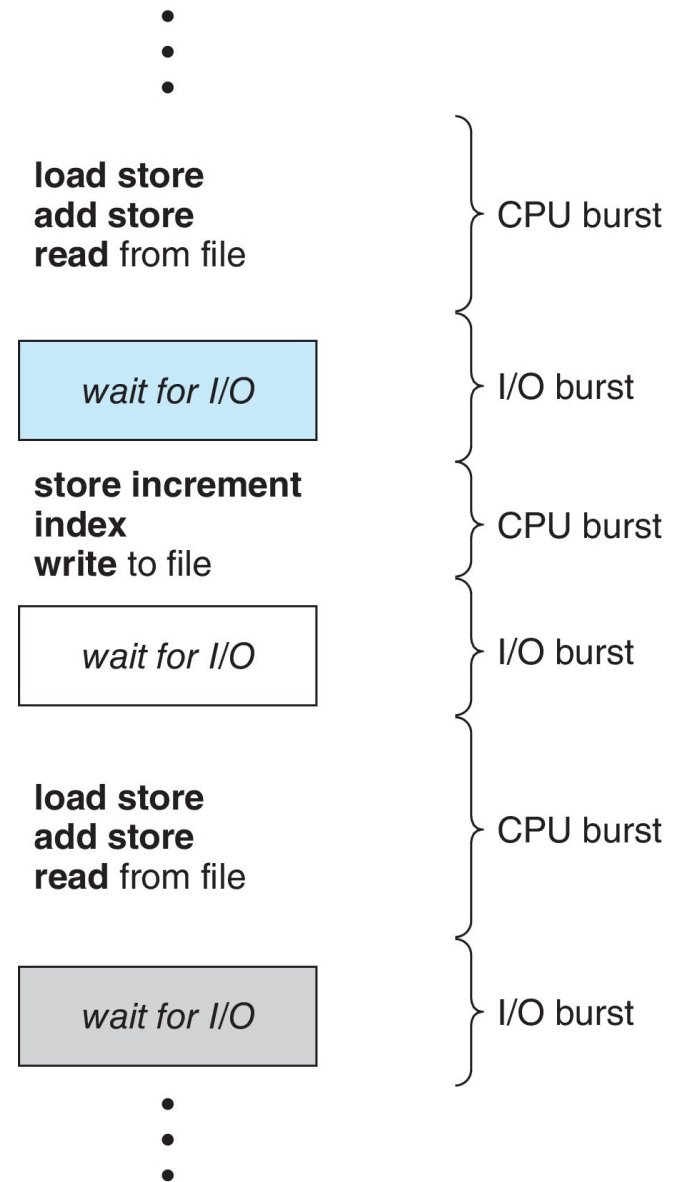 load store
add store
read from file
CPU burst
wait for I/O
I/O burst
store increment
index
write to file
CPU burst
wait for I/O
I/O burst
load store
add store
read from file
CPU burst
wait for I/O
I/O burst